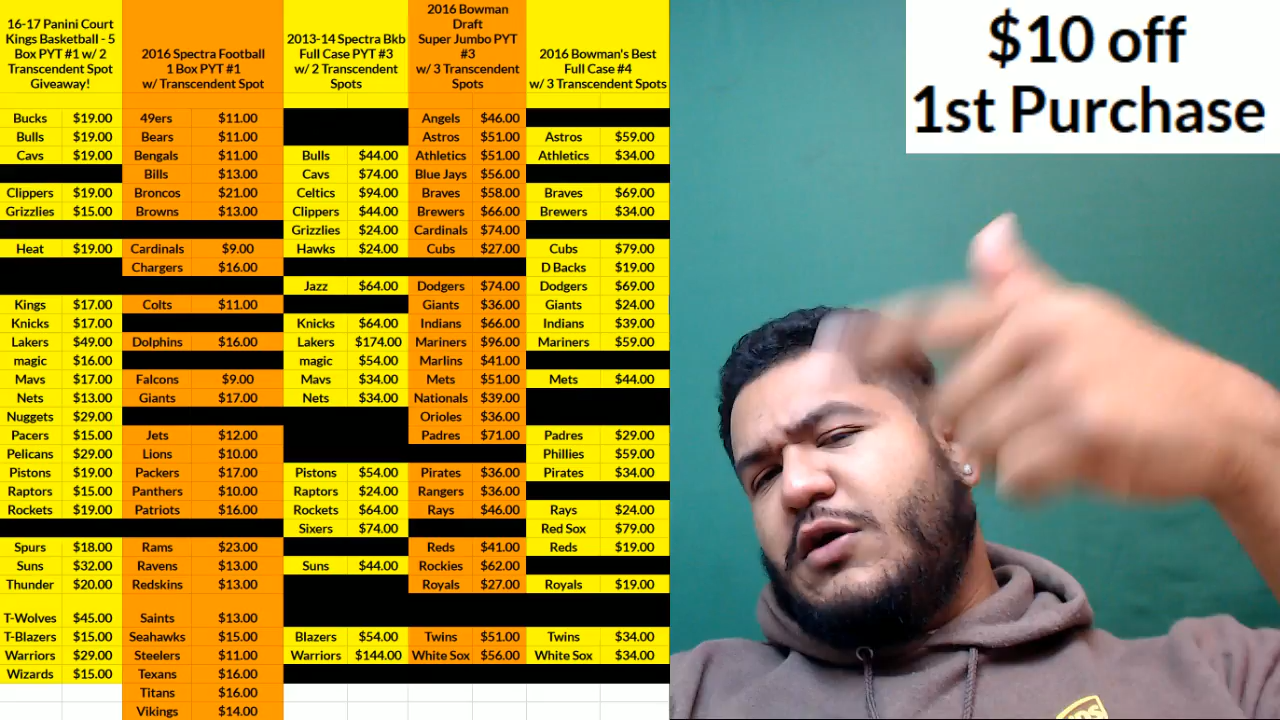 16-17 Panini Court
Kings Basketball - 5
Box PYT #1 w/ 2
Transcendent Spot
Giveaway!
Bucks $19.00
Bulls $19.00
Cavs $19.00
Clippers $19.00
Grizzlies $15.00
Heat $19.00
Kings $17.00
Knicks $17.00
Lakers $49.00
magic $16.00
Mavs $17.00
Nets $13.00
Nuggets $29.00
Pacers $15.00
Pelicans $29.00
Pistons $19.00
Raptors $15.00
Rockets $19.00
Spurs $18.00
Suns $32.00
Thunder $20.00
T-Wolves $45.00
T-Blazers $15.00
Warriors $29.00
Wizards $15.00
2016 Spectra Football
1 Box PYT #1
w/ Transcendent Spot
49ers $11.00
Bears $11.00
Bengals $11.00
Bills $13.00
Broncos $21.00
Browns $13.00
Cardinals $9.00
Chargers $16.00
Colts $11.00
Dolphins $16.00
Falcons $9.00
Giants $17.00
Jets $12.00
Lions $10.00
Packers $17.00
Panthers $10.00
Patriots $16.00
Rams $23.00
Ravens $13.00
Redskins $13.00
Saints $13.00
Seahawks $15.00
Steelers $11.00
Texans $16.00
Titans $16.00
Vikings $14.00
2013-14 Spectra Bkb
Full Case PYT #3
w/ 2 Transcendent
Spots
Bulls $44.00
Cavs $74.00
Celtics $94.00
Clippers $44.00
Grizzlies $24.00
Hawks $24.00
Jazz $64.00
Knicks $64.00
Lakers $174.00
magic $54.00
Mavs $34.00
Nets $34.00
Pistons $54.00
Raptors $24.00
Rockets $64.00
Sixers $74.00
Suns $44.00
Blazers $54.00
Warriors $144.00
2016 Bowman
Draft
Super Jumbo PYT
#3
w/ 3 Transcendent
Spots
Angels $46.00
Astros $51.00
Athletics $51.00
Blue Jays $56.00
Braves $58.00
Brewers $66.00
Cardinals $74.00
Cubs $27.00
Dodgers $74.00
Giants $36.00
Indians $66.00
Mariners $96.00
Marlins $41.00
Mets $51.00
Nationals $39.00
Orioles $36.00
Padres $71.00
Pirates $36.00
Rangers $36.00
Rays $46.00
Reds $41.00
Rockies $62.00
Royals $27.00
Twins $51.00
White Sox $56.00
2016 Bowman's Best
Full Case #4
w/ 3 Transcendent Spots
Astros $59.00
Athletics $34.00
Braves $69.00
Brewers $34.00
Cubs $79.00
D Backs $19.00
Dodgers $69.00
Giants $24.00
Indians $39.00
Mariners $59.00
Mets $44.00
Padres $29.00
Phillies $59.00
Pirates $34.00
Rays $24.00
Red Sox $79.00
Reds $19.00
Royals $19.00
Twins $34.00
White Sox $34.00
$10 off
1st Purchase
ups